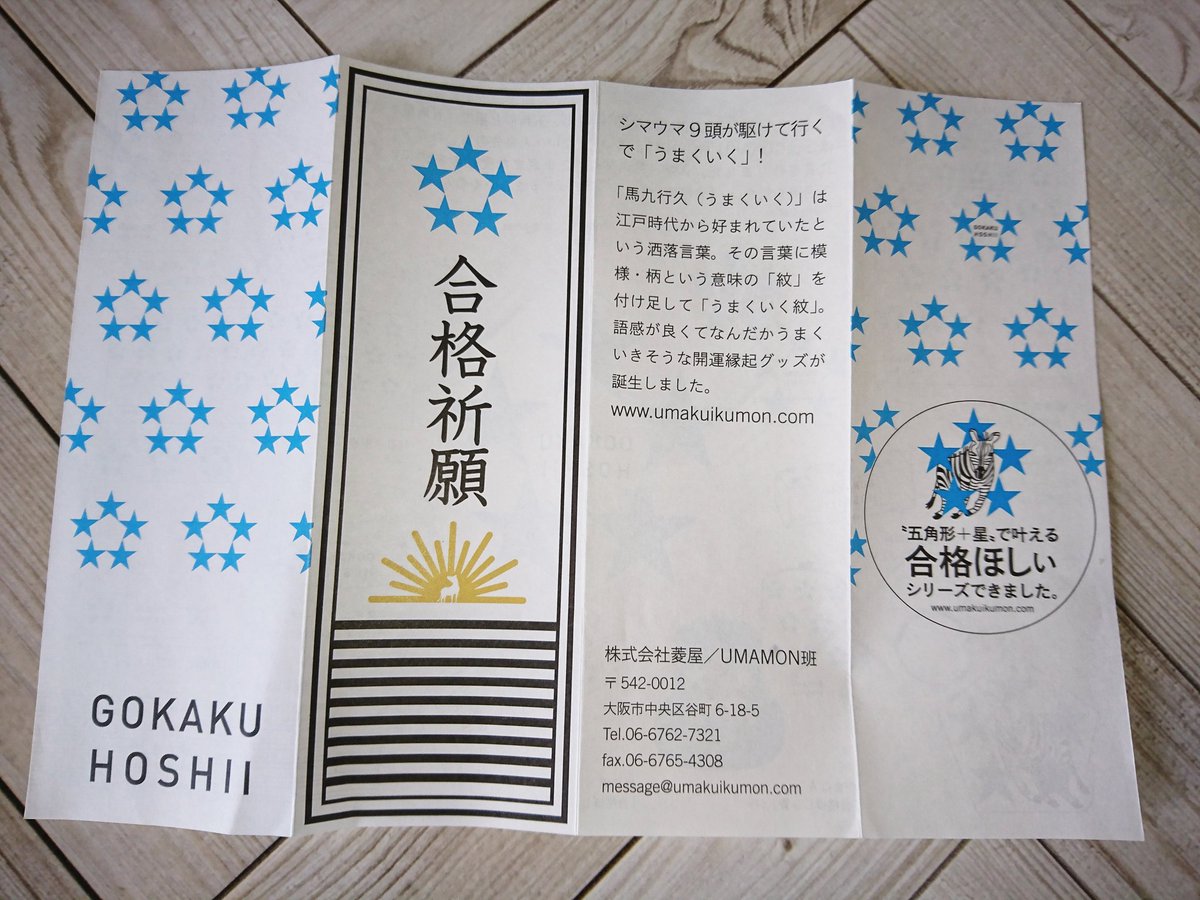 GOKAKU
HOSHII
合格祈願
シマウマ9頭が駆けて行く
で「うまくいく」!
「馬九行久（うまくいく）」は
江戸時代から好まれていたと
いう洒落言葉。その言葉に模
様・柄という意味の「紋」を
付け足して「うまくいく紋」。
語感が良くてなんだかうまく
いきそうな開運縁起グッズが
誕生しました。
www.umakuikumon.com
株式会社菱屋／UMAMON班
〒542-0012
大阪市中央区谷町 6-18-5
Tel.06-6762-7321
fax.06-6765-4308
message@umakuikumon.com
GOKAKU
HOSHII
〝五角形＋星〟で叶える
合格ほしい
シリーズできました。
www.umakuikumon.com